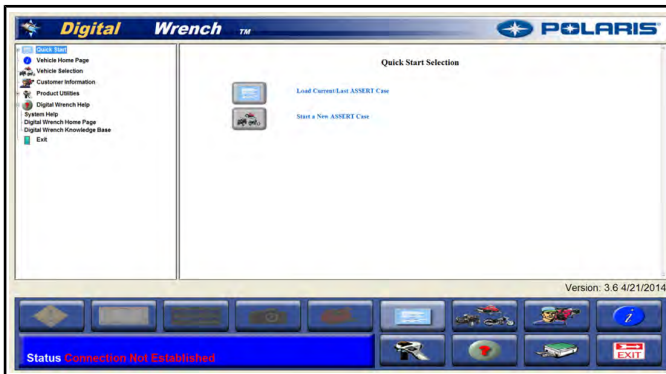 Digital Wrench TM POLARIS
Quick Start
Vehicle Home Page
Vehicle Selection
Customer Information
Product Utilities
Digital Wrench Help
System Help
Digital Wrench Home Page
Digital Wrench Knowledge Base
Exit
Quick Start Selection
Load Current/Last ASSERT Case
Start a New ASSERT Case
Version: 3.6 4/21/2014
Status Connection Not Established
EXIT